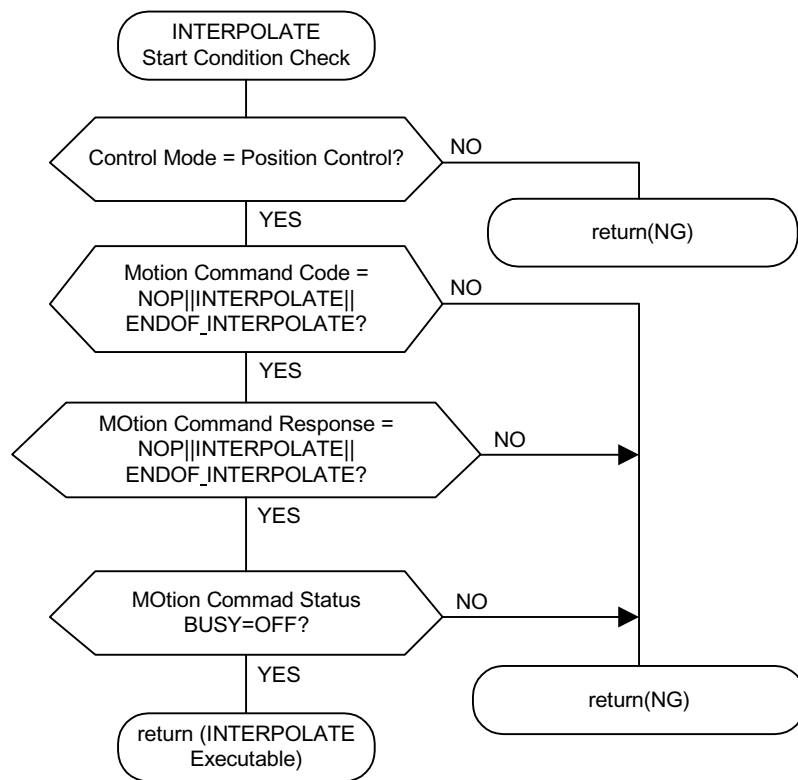 INTERPOLATE
Start Condition Check
Control Mode = Position Control?
NO
return(NG)
YES
Motion Command Code =
NOP||INTERPOLATE||
ENDOF_INTERPOLATE?
NO
YES
MOtion Command Response =
NOP||INTERPOLATE||
ENDOF_INTERPOLATE?
NO
YES
MOtion Commad Status
BUSY=OFF?
NO
YES
return(NG)
return (INTERPOLATE
Executable)